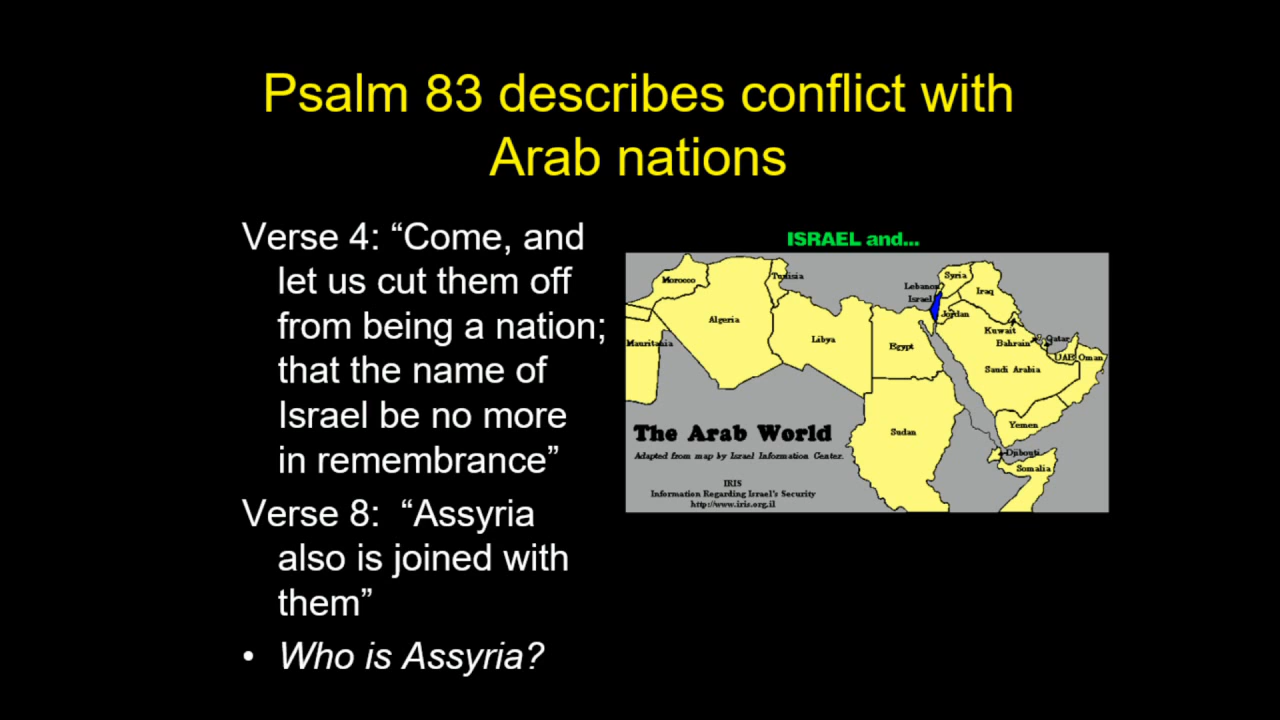 Psalm 83 describes conflict with
Arab nations
Verse 4: “Come, and
let us cut them off
from being a nation;
that the name of
Israel be no more
in remembrance”
Verse 8:  “Assyria
also is joined with
them”
• Who is Assyria?
ISRAEL and...
Morocco
Tunisia
Algeria
Mauritania
Libya
Egypt
Lebanon
Israel
Syria
Iraq
Jordan
Kuwait
Bahrain
Qatar
UAE
Oman
Saudi Arabia
Sudan
Yemen
Djibouti
Somalia
The Arab World
Adapted from map by Israel Information Center.
IRIS
Information Regarding Israel's Security
http://www.iris.org.il